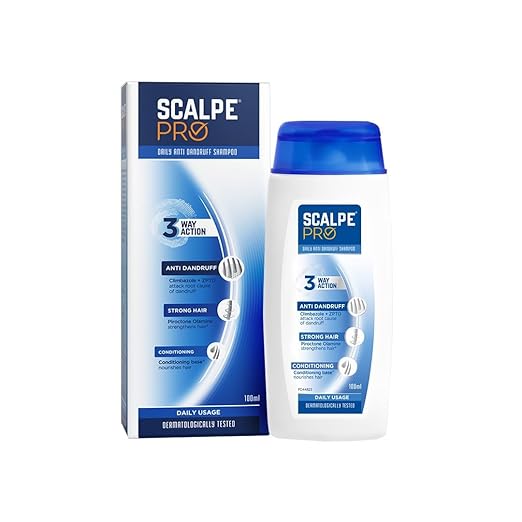 SCALPE®
PRO
DAILY ANTI DANDRUFF SHAMPOO
3 WAY
ACTION
ANTI DANDRUFF
Climbazole + ZPTO
attack root cause
of dandruff
STRONG HAIR
Piroctone Olamine
strengthens hair*
CONDITIONING
Conditioning base*
nourishes hair
100ml
DAILY USAGE
DERMATOLOGICALLY TESTED
SCALPE®
PRO
DAILY ANTI DANDRUFF SHAMPOO
3 WAY
ACTION
ANTI DANDRUFF
Climbazole + ZPTO
attack root cause
of dandruff
STRONG HAIR
Piroctone Olamine
strengthens hair*
CONDITIONING
Conditioning base*
nourishes hair
100ml
DAILY USAGE
DERMATOLOGICALLY TESTED